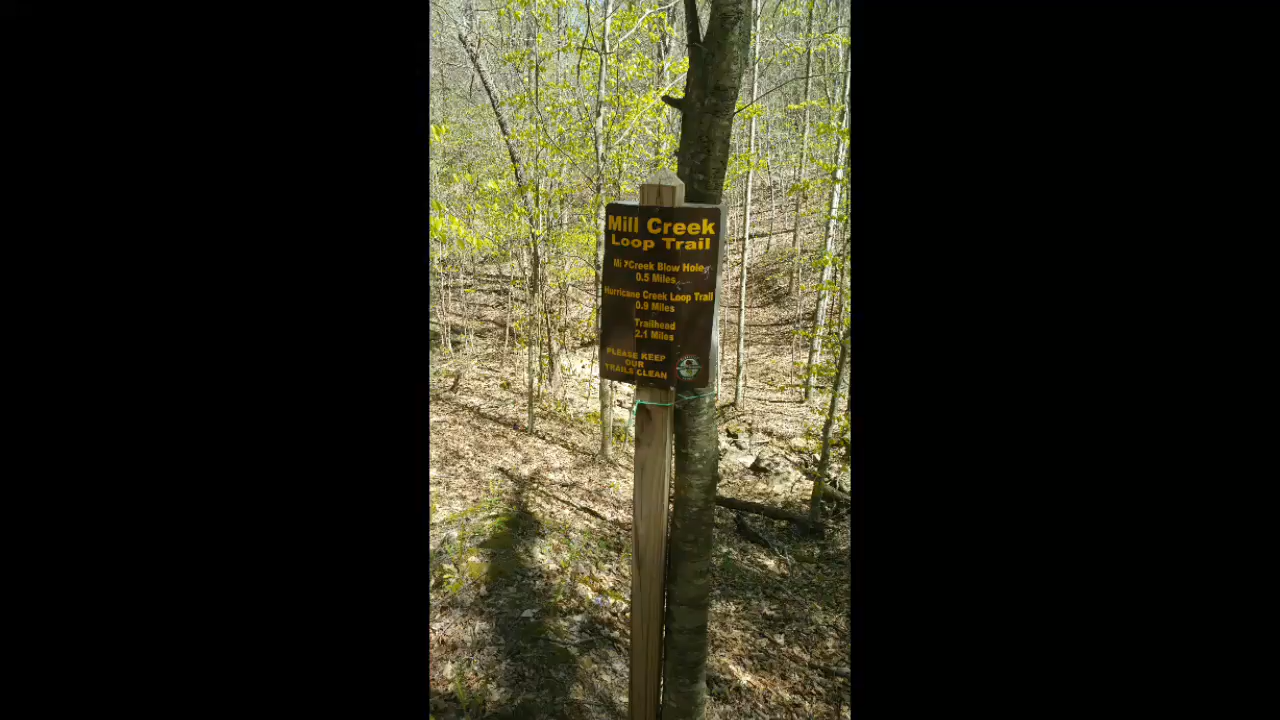 Mill Creek
Loop Trail
Mill Creek Blow Hole
0.5 Miles
Hurricane Creek Loop Trail
0.9 Miles
Trailhead
2.1 Miles
PLEASE KEEP
OUR
TRAILS CLEAN